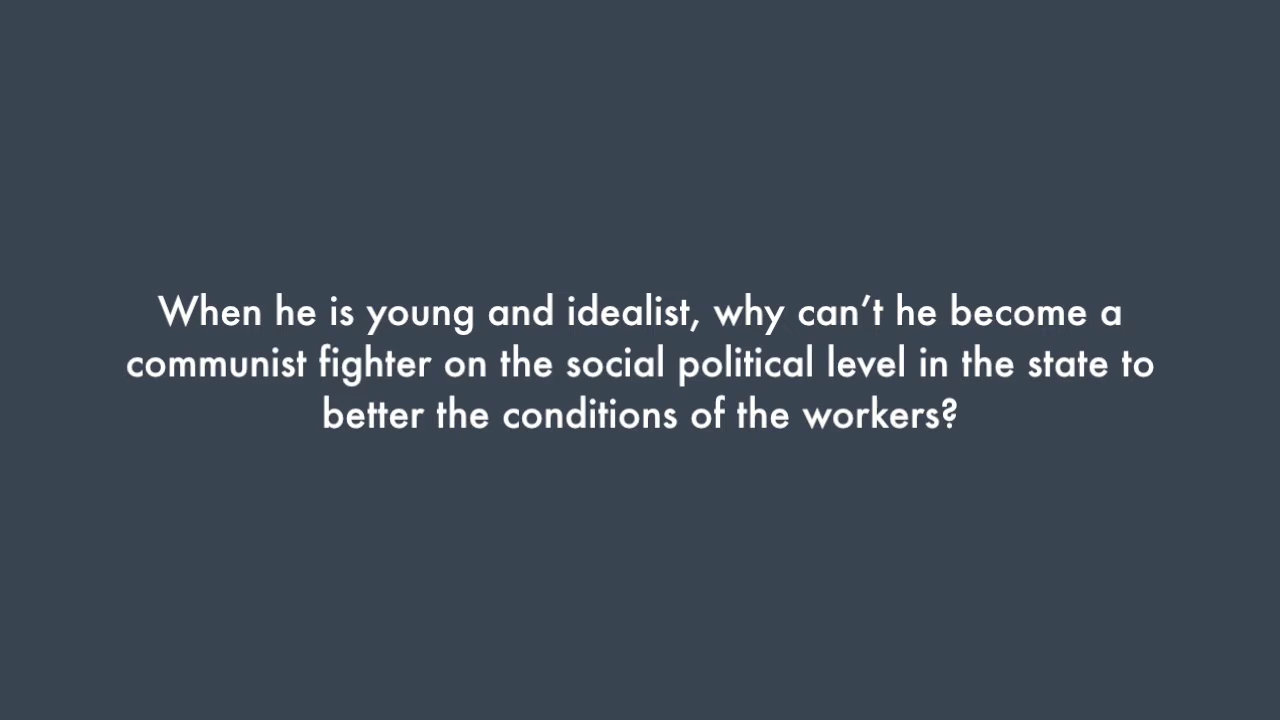 When he is young and idealist, why can’t he become a
communist fighter on the social political level in the state to
better the conditions of the workers?